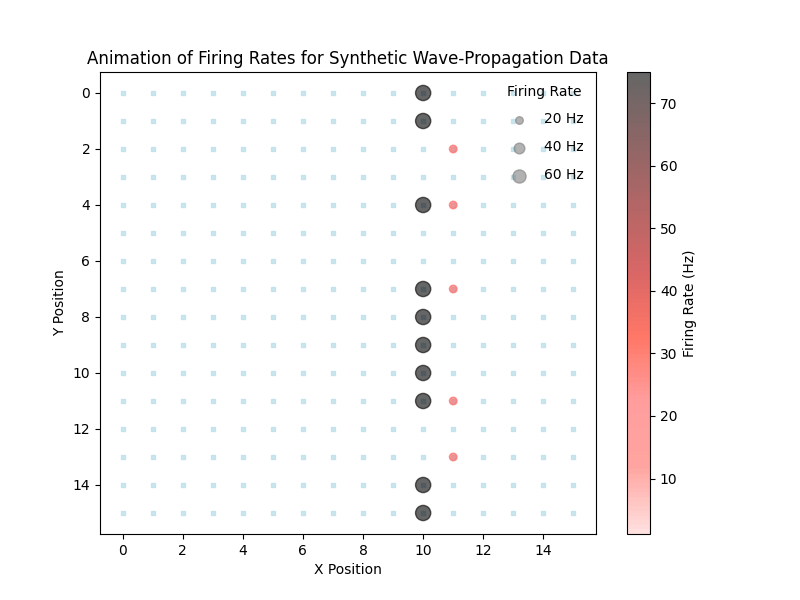 Animation of Firing Rates for Synthetic Wave-Propagation Data
Firing Rate
20 Hz
40 Hz
60 Hz
Y Position
0
2
4
6
8
10
12
14
0 2 4 6 8 10 12 14
X Position
70
60
50
40
30
20
10
Firing Rate (Hz)